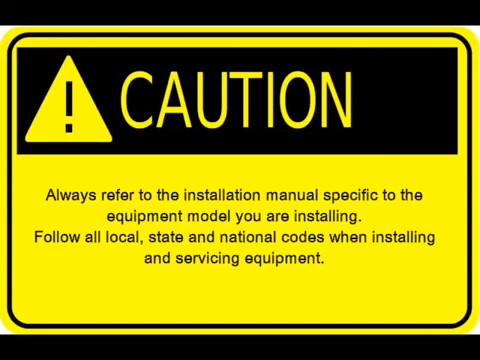 CAUTION
Always refer to the installation manual specific to the
equipment model you are installing.
Follow all local, state and national codes when installing
and servicing equipment.